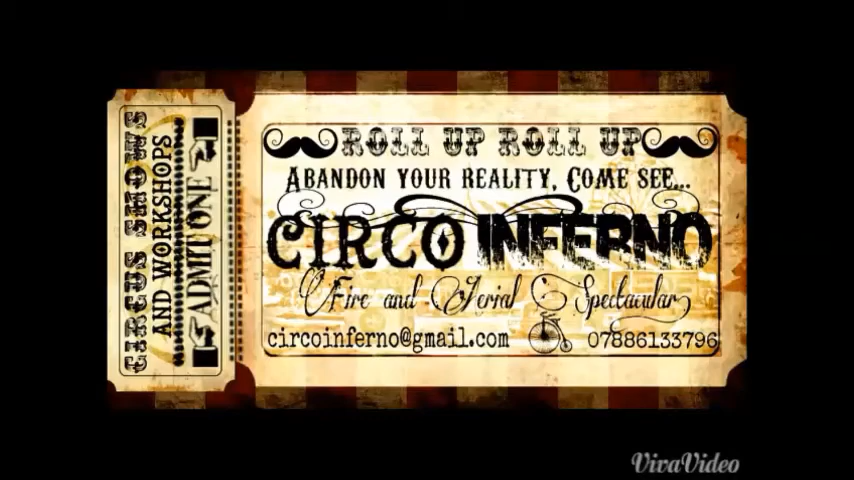 CIRCUS SHOWS
AND WORKSHOPS
ADMIT ONE
ROLL UP ROLL UP
ABANDON YOUR REALITY, COME SEE...
CIRCO INFERNO
Fire and Aerial Spectacular
circoinferno@gmail.com
07886133796
VivaVideo